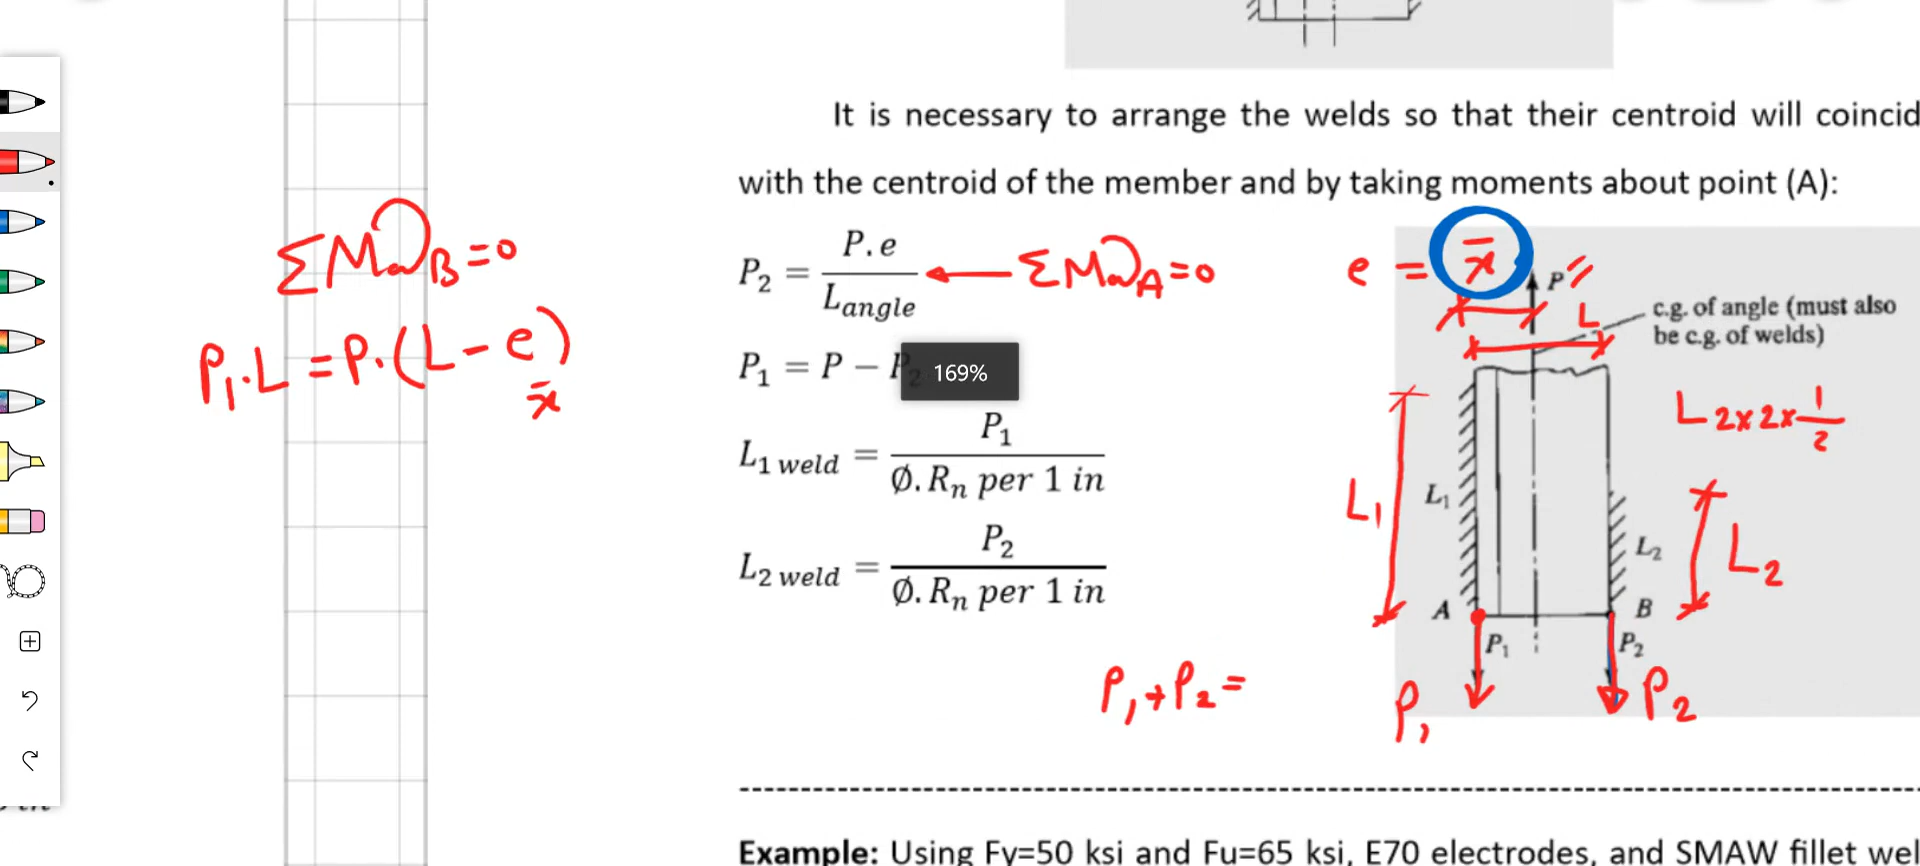 It is necessary to arrange the welds so that their centroid will coincid
with the centroid of the member and by taking moments about point (A):
P₂ = P.e / L_angle ← ΣM)A=0
ΣM)B=0
P₁.L = P.(L-e)
x̄
P₁ = P − P₂
169%
L₁ weld = P₁ / Ø.Rₙ per 1 in
L₂ weld = P₂ / Ø.Rₙ per 1 in
P₁+P₂=
e = x̄
P
L
c.g. of angle (must also
be c.g. of welds)
L2x2x1/2
L₁
L₁
L₂
L₂
A
B
P₁
P₂
P₁
P₂
Example: Using Fy=50 ksi and Fu=65 ksi, E70 electrodes, and SMAW fillet wel